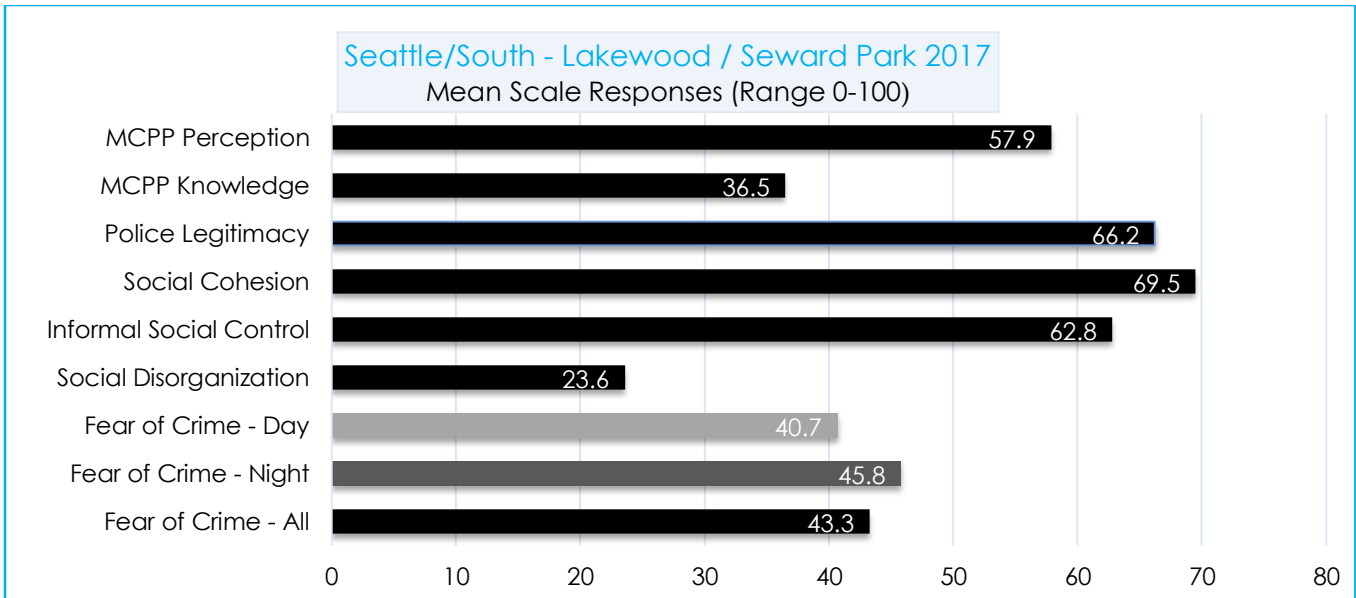 Seattle/South - Lakewood / Seward Park 2017
Mean Scale Responses (Range 0-100)
MCPP Perception 57.9
MCPP Knowledge 36.5
Police Legitimacy 66.2
Social Cohesion 69.5
Informal Social Control 62.8
Social Disorganization 23.6
Fear of Crime - Day 40.7
Fear of Crime - Night 45.8
Fear of Crime - All 43.3
0 10 20 30 40 50 60 70 80